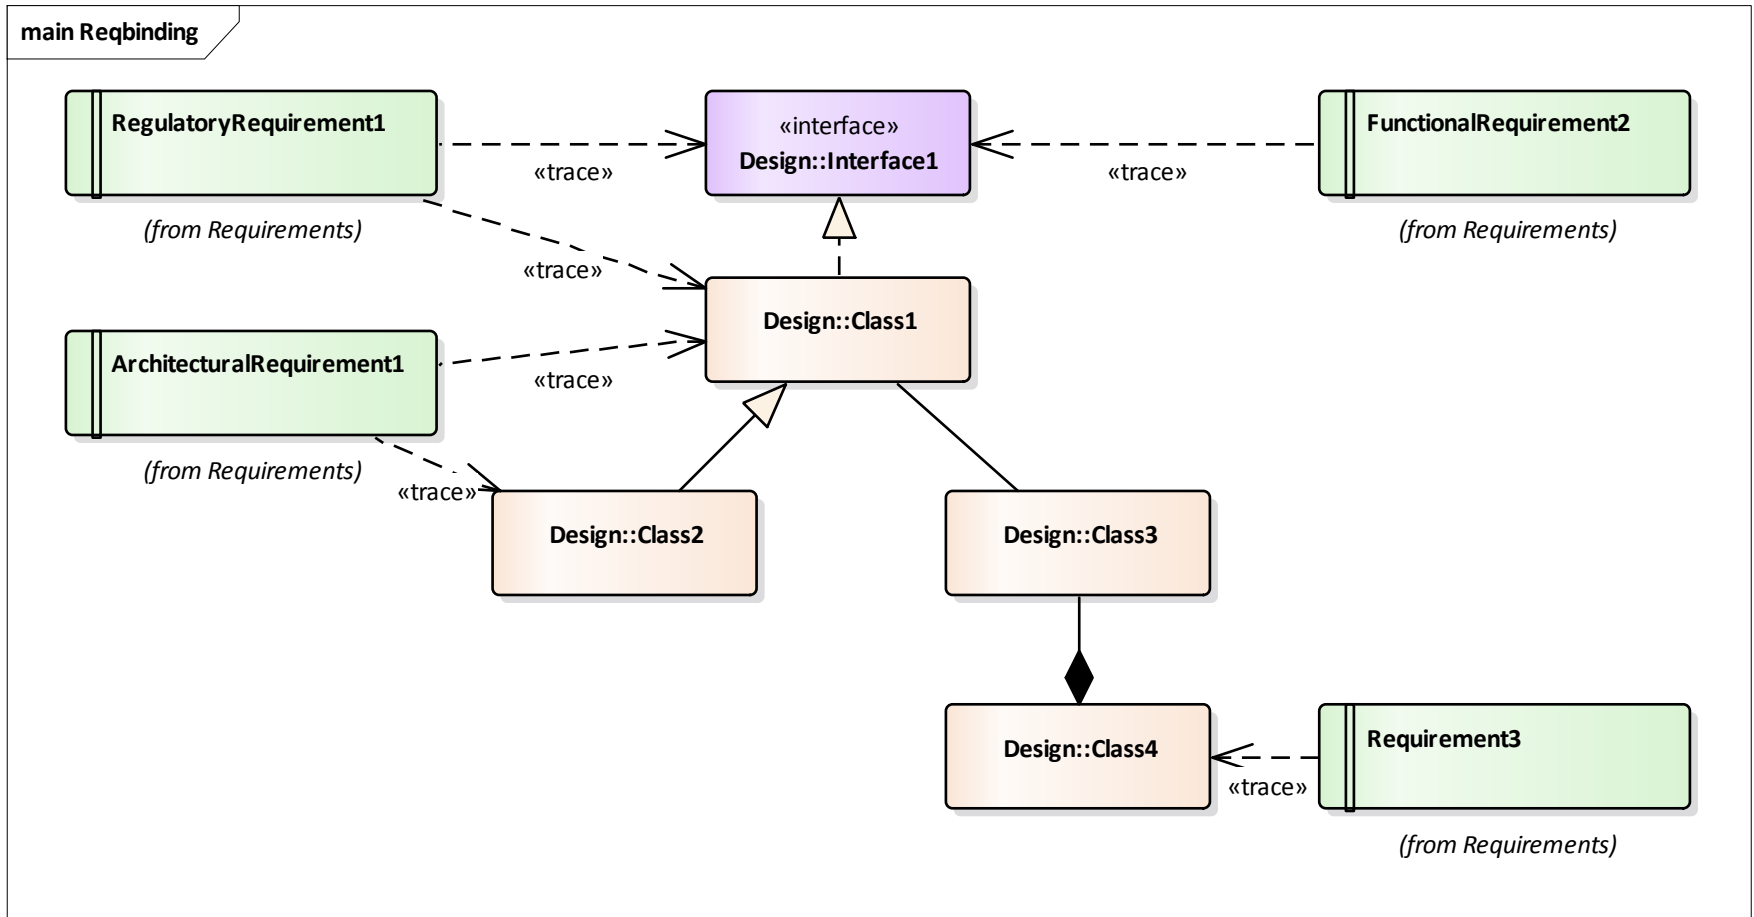 main Reqbinding
RegulatoryRequirement1
«interface»
Design::Interface1
FunctionalRequirement2
«trace»
«trace»
(from Requirements)
(from Requirements)
«trace»
Design::Class1
ArchitecturalRequirement1
«trace»
(from Requirements)
«trace»
Design::Class2
Design::Class3
Design::Class4
Requirement3
«trace»
(from Requirements)